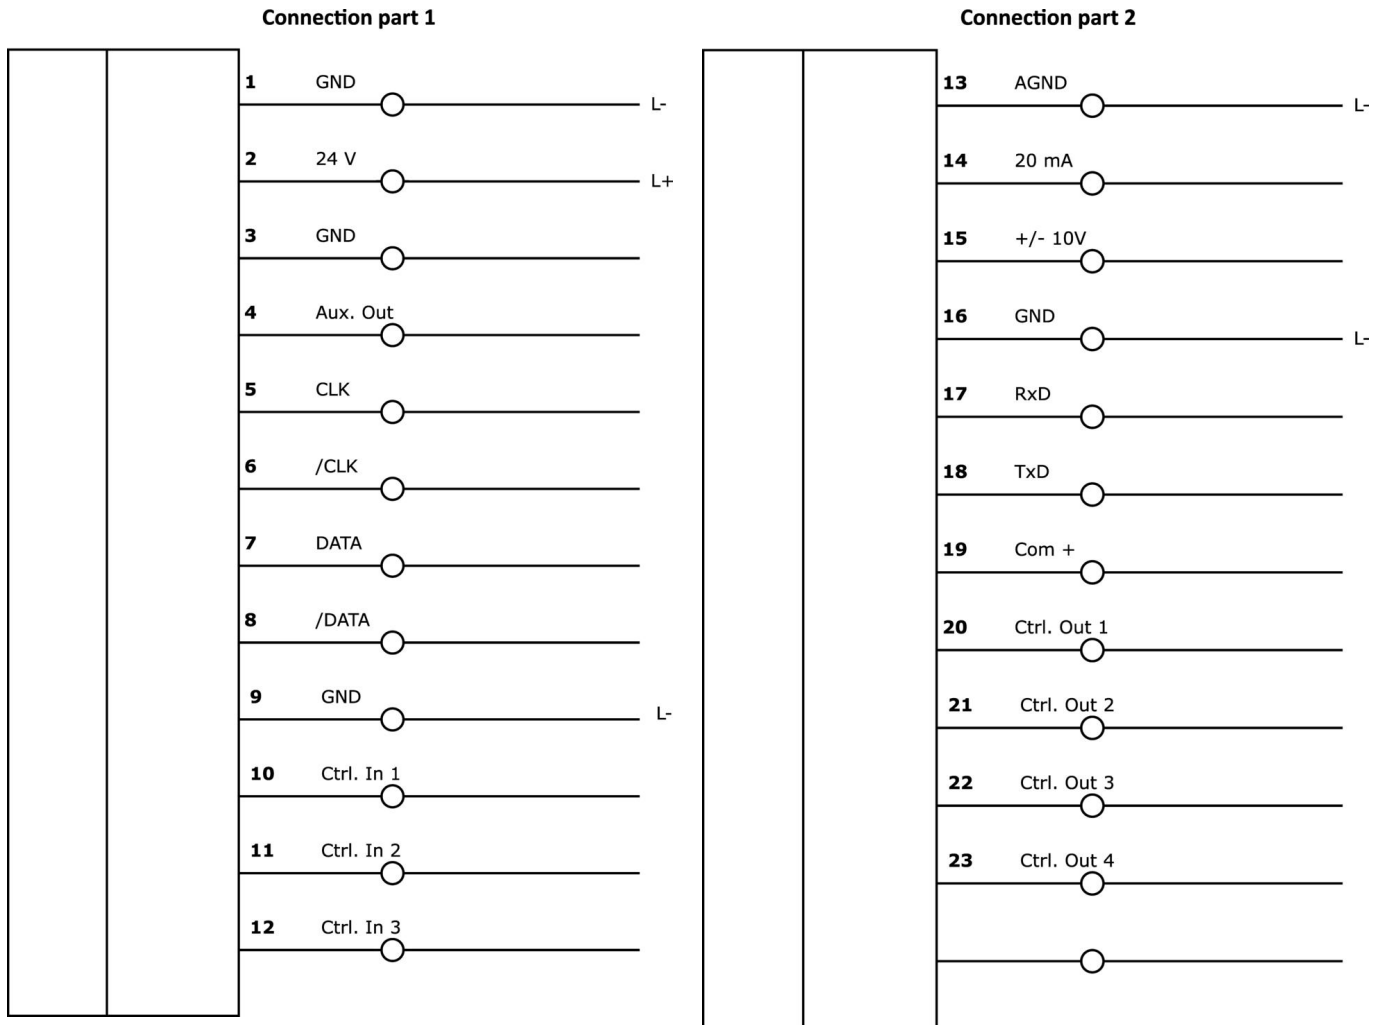 Connection part 1
1 GND L-
2 24 V L+
3 GND
4 Aux. Out
5 CLK
6 /CLK
7 DATA
8 /DATA
9 GND L-
10 Ctrl. In 1
11 Ctrl. In 2
12 Ctrl. In 3
Connection part 2
13 AGND L-
14 20 mA
15 +/- 10V
16 GND L-
17 RxD
18 TxD
19 Com +
20 Ctrl. Out 1
21 Ctrl. Out 2
22 Ctrl. Out 3
23 Ctrl. Out 4